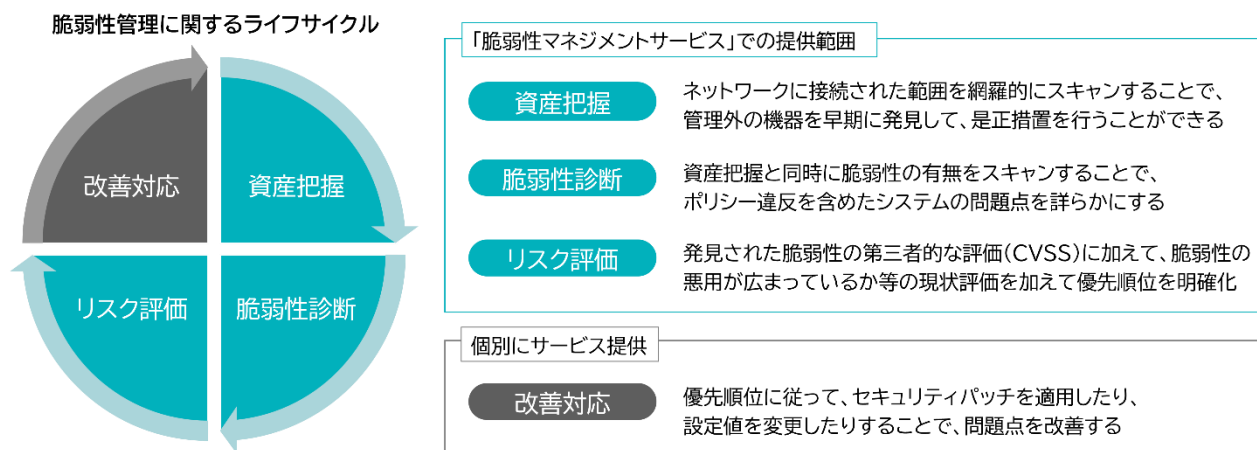 脆弱性管理に関するライフサイクル
改善対応
資産把握
リスク評価
脆弱性診断
「脆弱性マネジメントサービス」での提供範囲
資産把握
ネットワークに接続された範囲を網羅的にスキャンすることで、
管理外の機器を早期に発見して、是正措置を行うことができる
脆弱性診断
資産把握と同時に脆弱性の有無をスキャンすることで、
ポリシー違反を含めたシステムの問題点を詳らかにする
リスク評価
発見された脆弱性の第三者的な評価(CVSS)に加えて、脆弱性の
悪用が広まっているか等の現状評価を加えて優先順位を明確化
個別にサービス提供
改善対応
優先順位に従って、セキュリティパッチを適用したり、
設定値を変更したりすることで、問題点を改善する